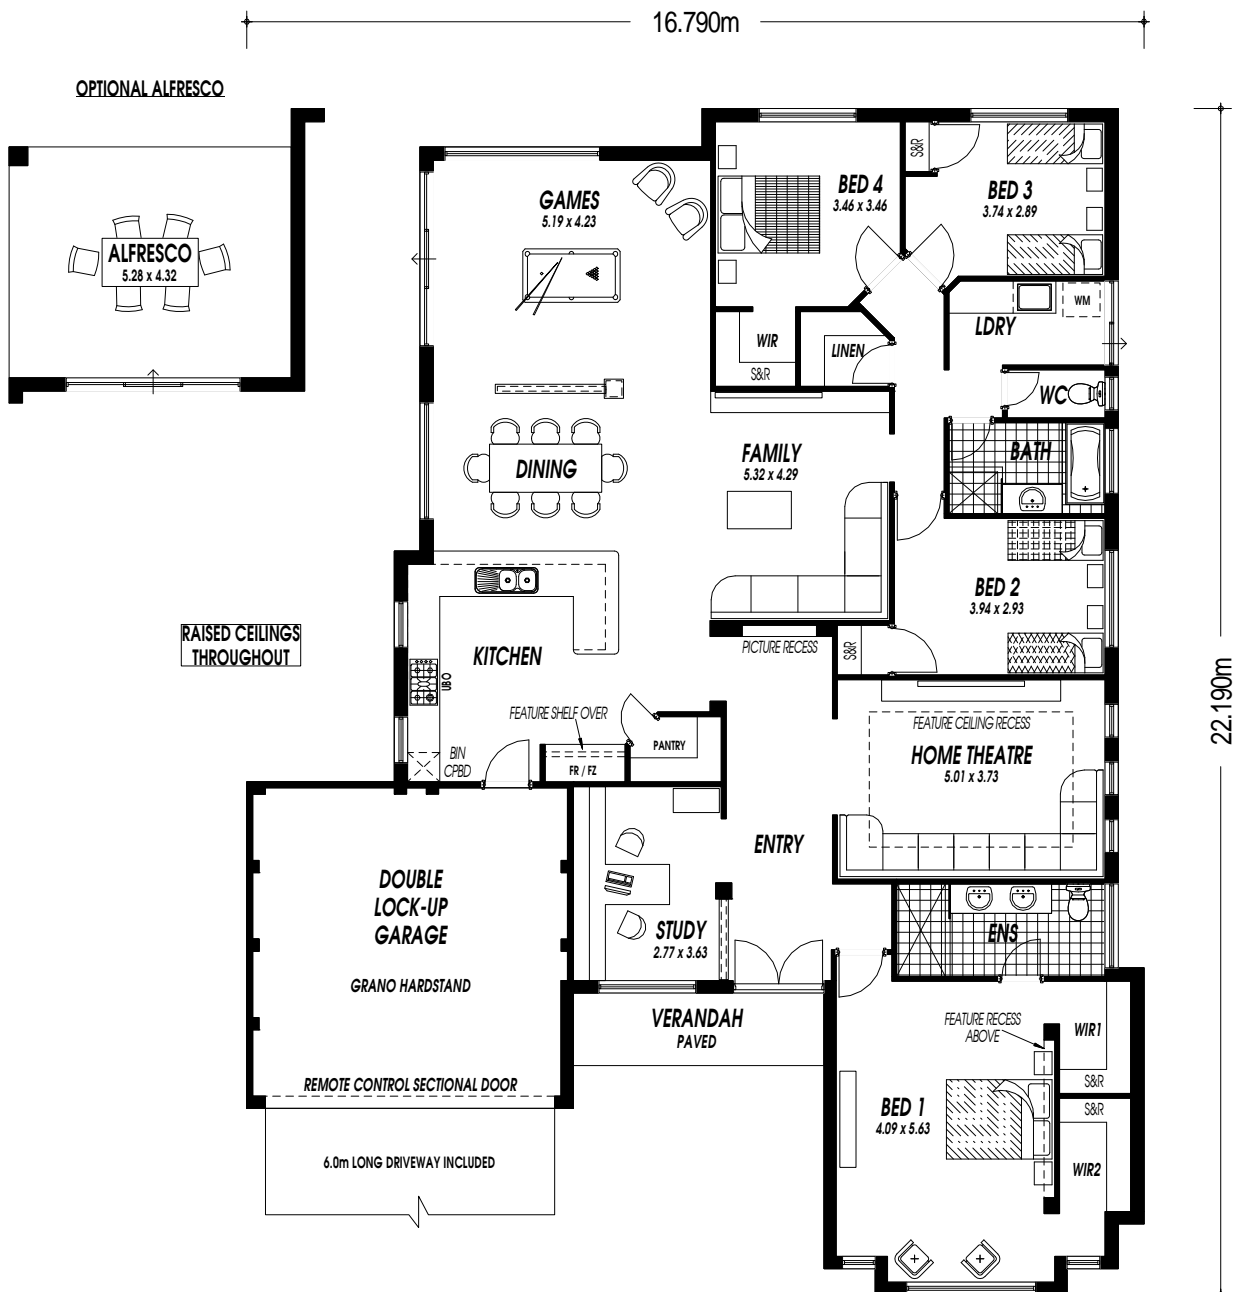 16.790m
OPTIONAL ALFRESCO
ALFRESCO
5.28 x 4.32
GAMES
5.19 x 4.23
BED 4
3.46 x 3.46
S&R
BED 3
3.74 x 2.89
WIR
S&R
LINEN
LDRY
WM
WC
BATH
DINING
FAMILY
5.32 x 4.29
BED 2
3.94 x 2.93
S&R
RAISED CEILINGS
THROUGHOUT
KITCHEN
UBO
PICTURE RECESS
FEATURE SHELF OVER
PANTRY
BIN
CPBD
FR / FZ
FEATURE CEILING RECESS
HOME THEATRE
5.01 x 3.73
22.190m
ENTRY
DOUBLE
LOCK-UP
GARAGE
GRANO HARDSTAND
REMOTE CONTROL SECTIONAL DOOR
6.0m LONG DRIVEWAY INCLUDED
STUDY
2.77 x 3.63
ENS
VERANDAH
PAVED
FEATURE RECESS
ABOVE
WIR1
S&R
BED 1
4.09 x 5.63
S&R
WIR2